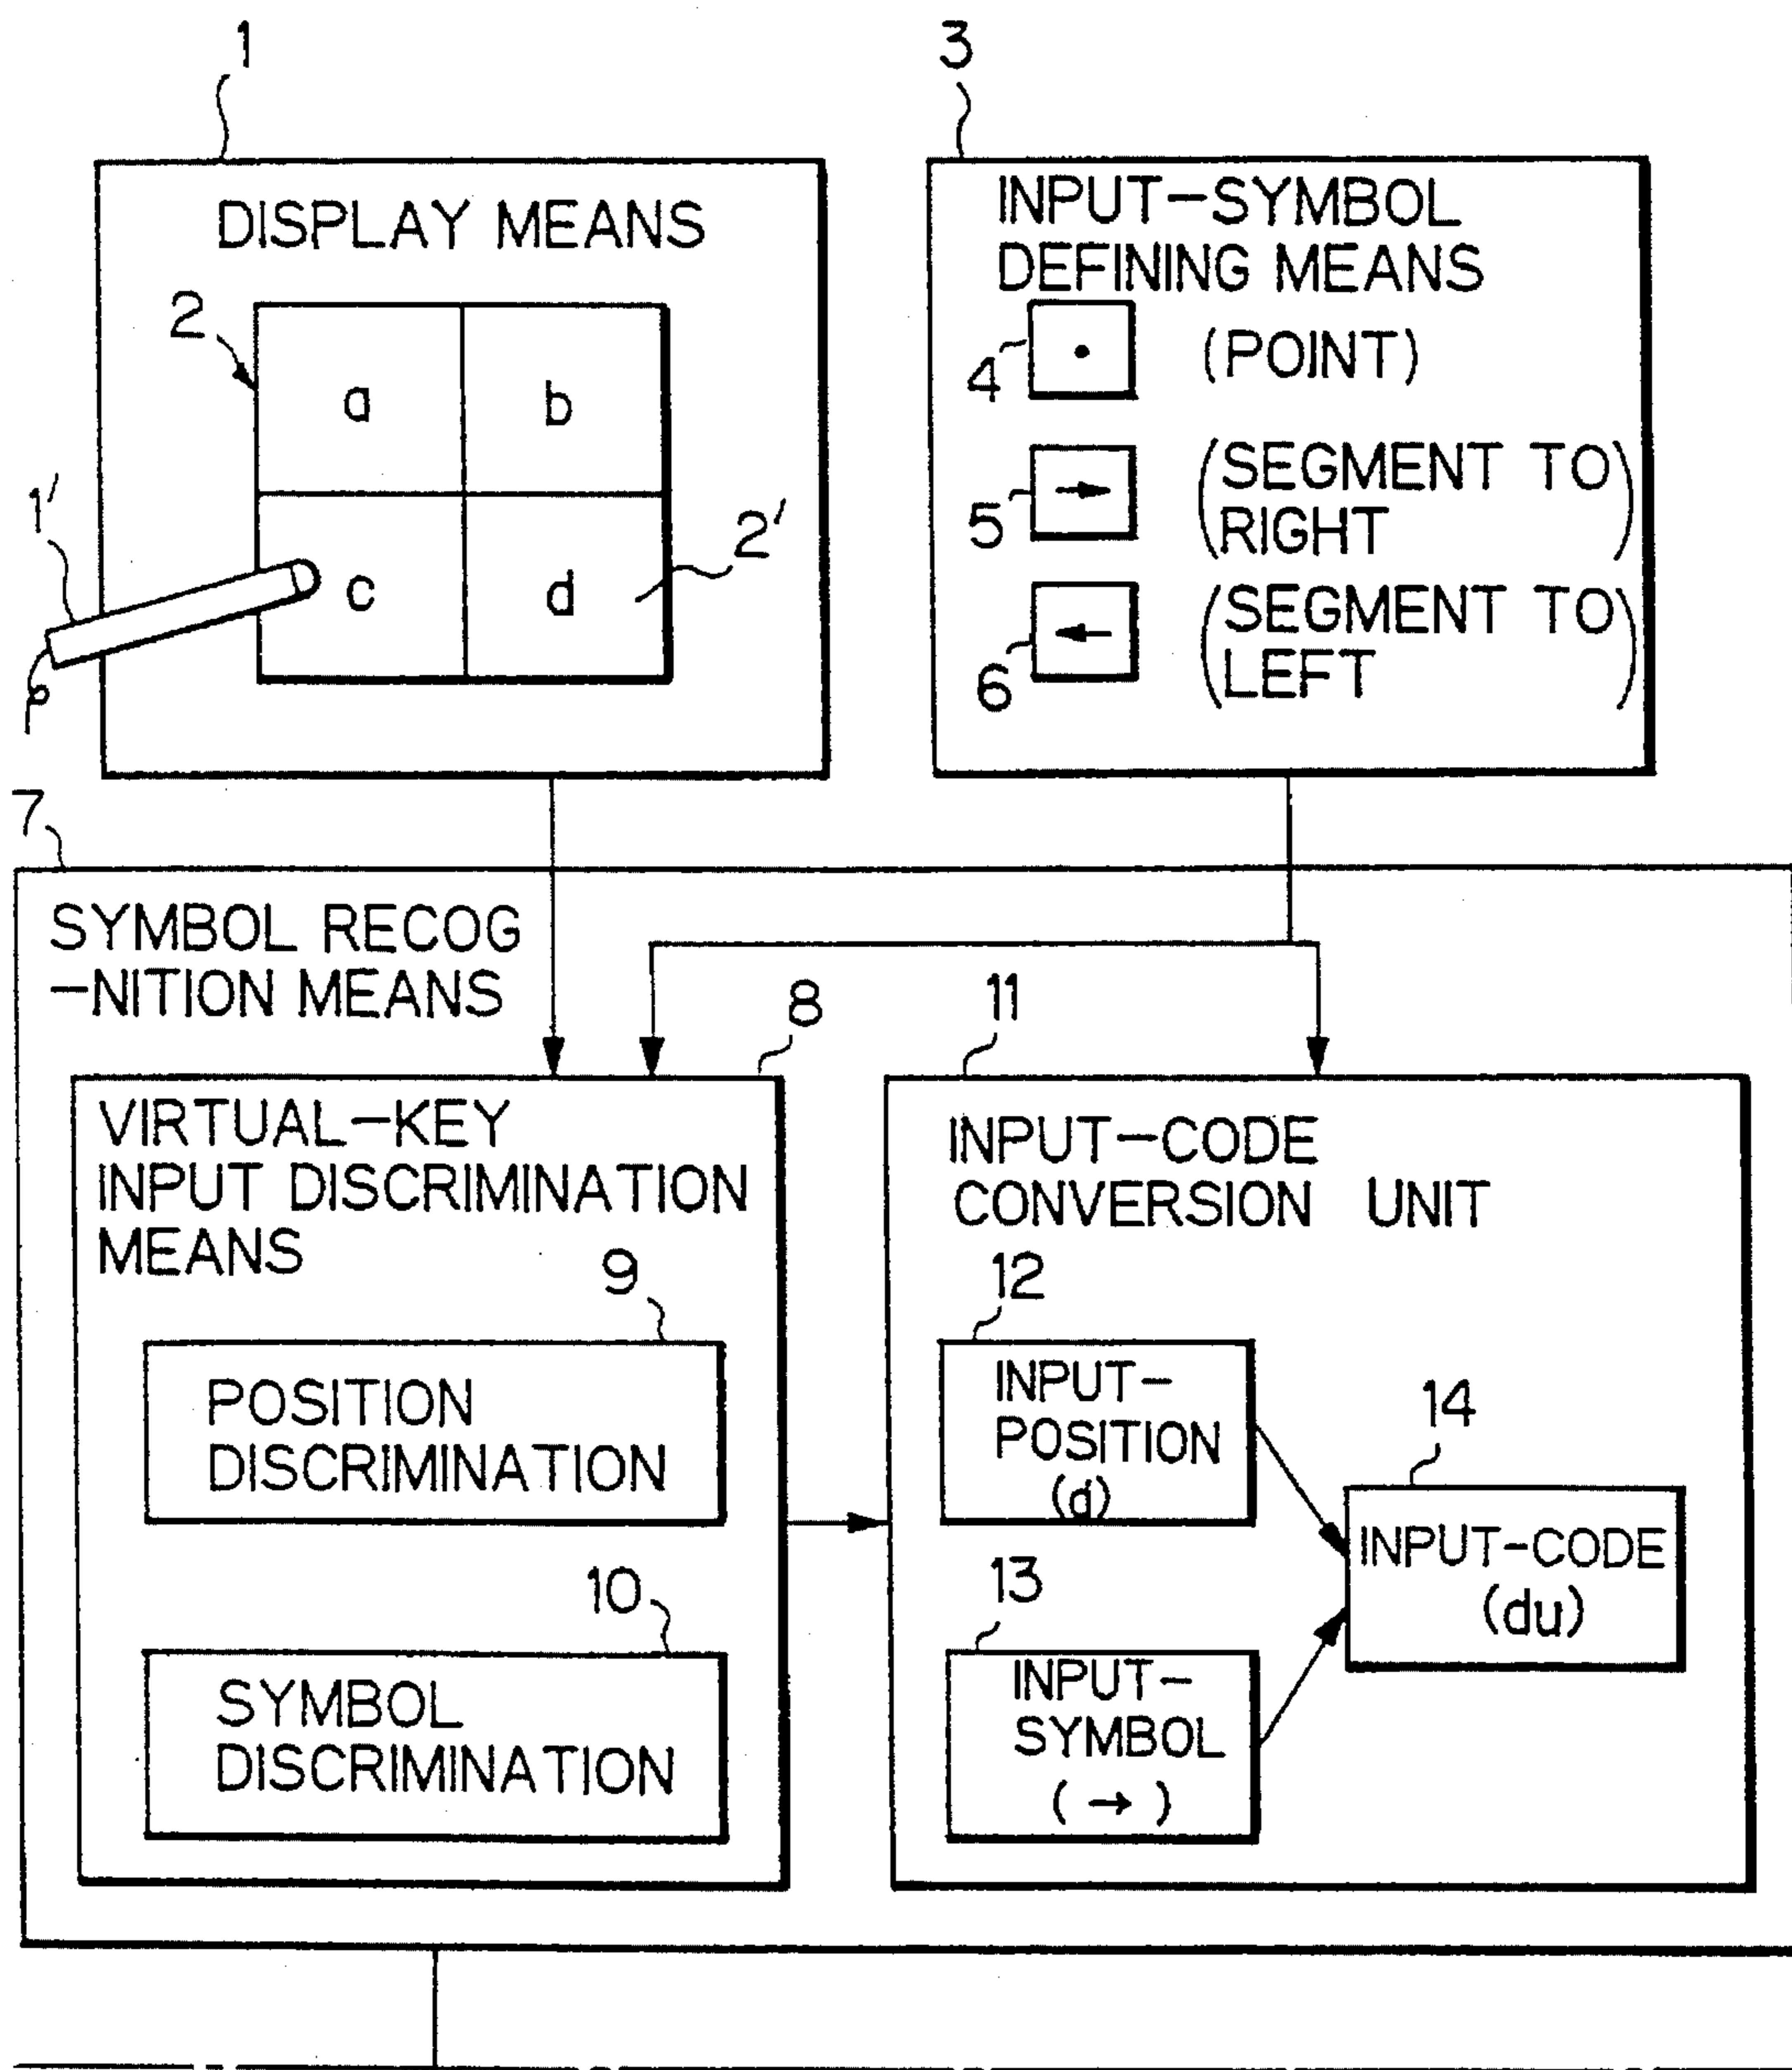 1
3
DISPLAY MEANS
2
a
b
c
d
1'
2'
INPUT-SYMBOL
DEFINING MEANS
4
(POINT)
5
→
(SEGMENT TO
RIGHT)
6
←
(SEGMENT TO
LEFT)
7
SYMBOL RECOG
-NITION MEANS
8
VIRTUAL-KEY
INPUT DISCRIMINATION
MEANS
9
POSITION
DISCRIMINATION
10
SYMBOL
DISCRIMINATION
11
INPUT-CODE
CONVERSION UNIT
12
INPUT-
POSITION
(d)
13
INPUT-
SYMBOL
(→)
14
INPUT-CODE
(du)